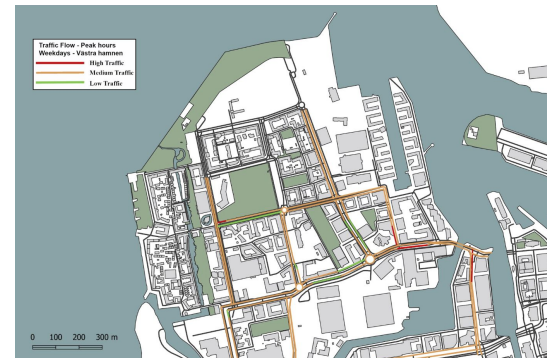 Traffic Flow - Peak hours
Weekdays - Västra hamnen
High Traffic
Medium Traffic
Low Traffic
0 100 200 300 m